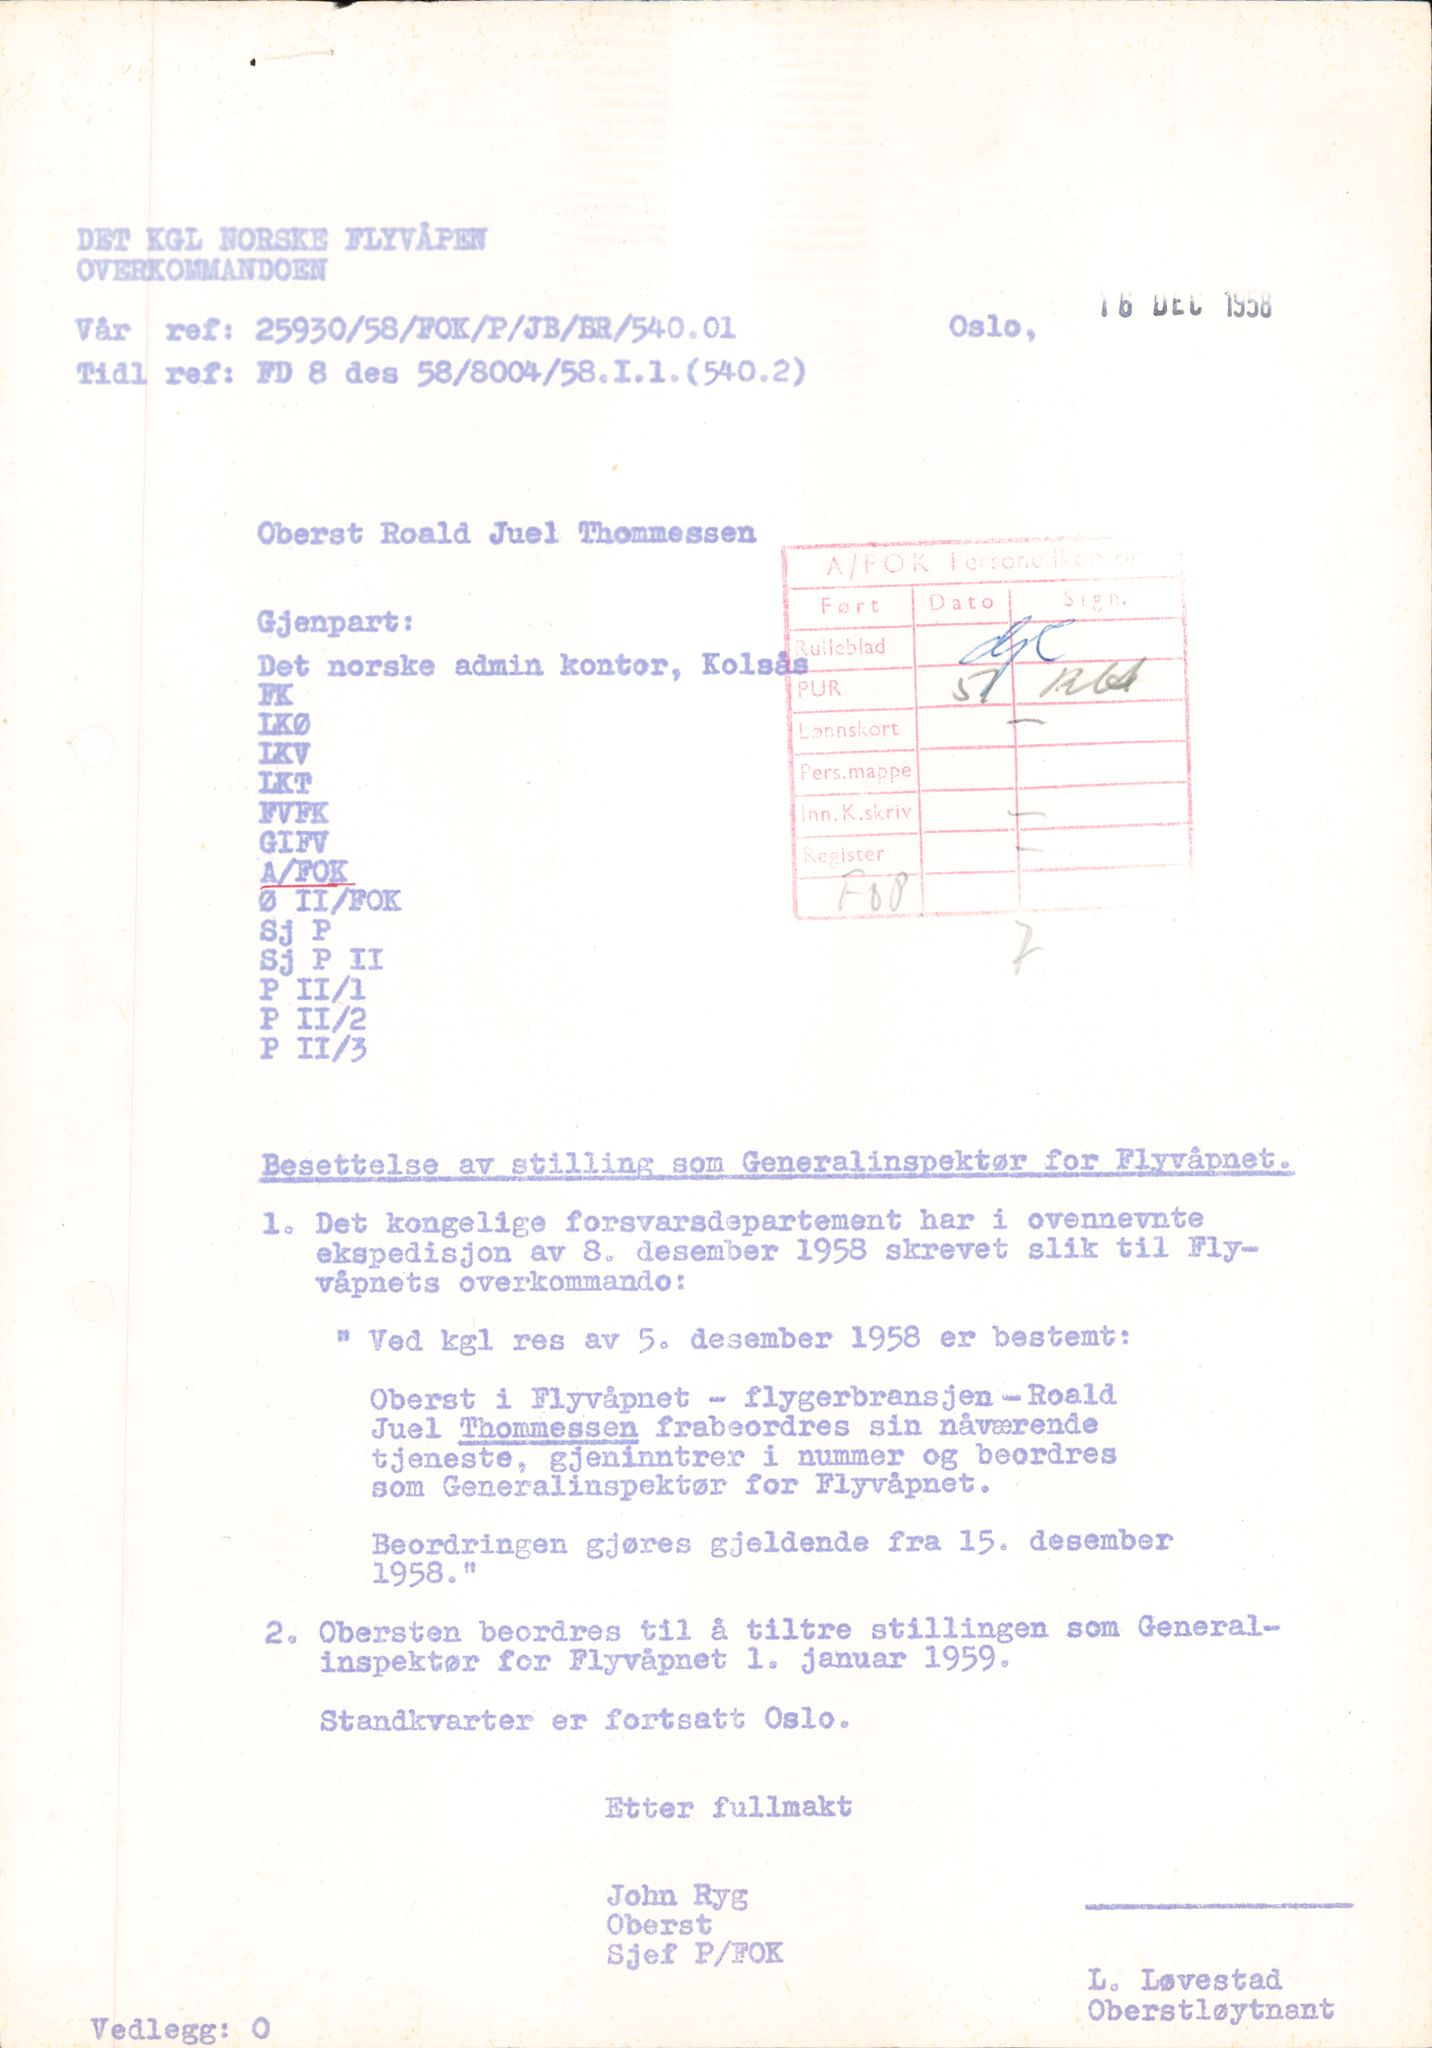 DET KGL NORSKE FLYVÅPEN
OVERKOMMANDOEN
16 DEC 1958
Vår ref: 25930/58/FOK/P/JB/BR/540.01 Oslo,
Tidl ref: FD 8 des 58/8004/58.I.1.(540.2)
Oberst Roald Juel Thommessen
Gjenpart:
Det norske admin kontor, Kolsås
FK
LKØ
LKV
LKT
FVFK
GIFV
A/FOK
Ø II/FOK
Sj P
Sj P II
P II/1
P II/2
P II/3
A/FOK Personellkontor
Ført Dato Sign.
Rulleblad
PUR
Lønnskort
Pers.mappe
Inn.K.skriv
Register
Besettelse av stilling som Generalinspektør for Flyvåpnet.
1. Det kongelige forsvarsdepartement har i ovennevnte
ekspedisjon av 8. desember 1958 skrevet slik til Fly-
våpnets overkommando:
" Ved kgl res av 5. desember 1958 er bestemt:
Oberst i Flyvåpnet - flygerbransjen - Roald
Juel Thommessen frabeordres sin nåværende
tjeneste, gjeninntrer i nummer og beordres
som Generalinspektør for Flyvåpnet.
Beordringen gjøres gjeldende fra 15. desember
1958."
2. Obersten beordres til å tiltre stillingen som General-
inspektør for Flyvåpnet 1. januar 1959.
Standkvarter er fortsatt Oslo.
Etter fullmakt
John Ryg
Oberst
Sjef P/FOK
L. Løvestad
Oberstløytnant
Vedlegg: 0